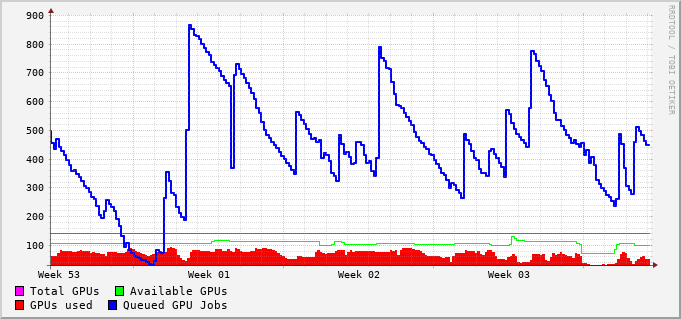 900
800
700
600
500
400
300
200
100
Week 53 Week 01 Week 02 Week 03
Total GPUs Available GPUs
GPUs used Queued GPU Jobs
RRDTOOL / TOBI OETIKER